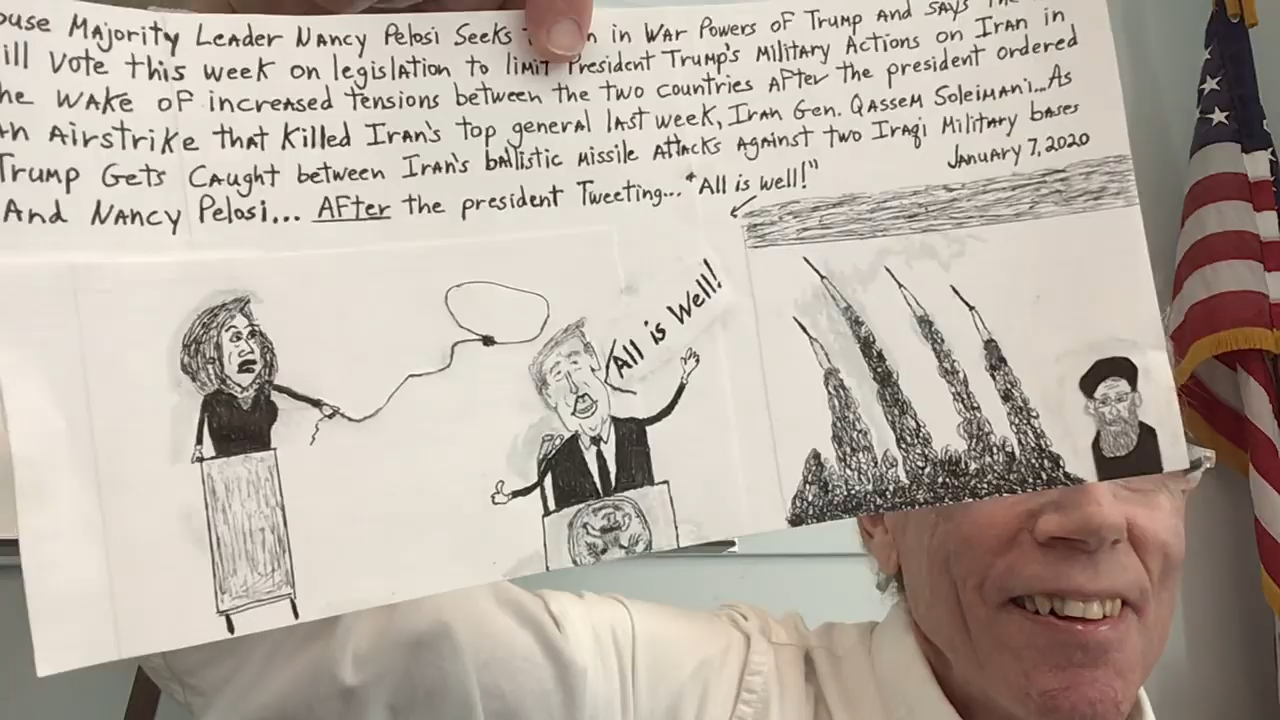 ouse Majority Leader Nancy Pelosi Seeks in War Powers of Trump And says The
ill Vote this week on legislation to limit President Trump's Military Actions on Iran in
he wake of increased tensions between the two countries After the president ordered
An Airstrike that Killed Iran's top general last week, Iran Gen. Qassem Soleimani...As
Trump Gets Caught between Iran's ballistic missile Attacks Against two Iraqi Military bases
And Nancy Pelosi... After the president Tweeting... "All is well!"
January 7, 2020
All is Well!